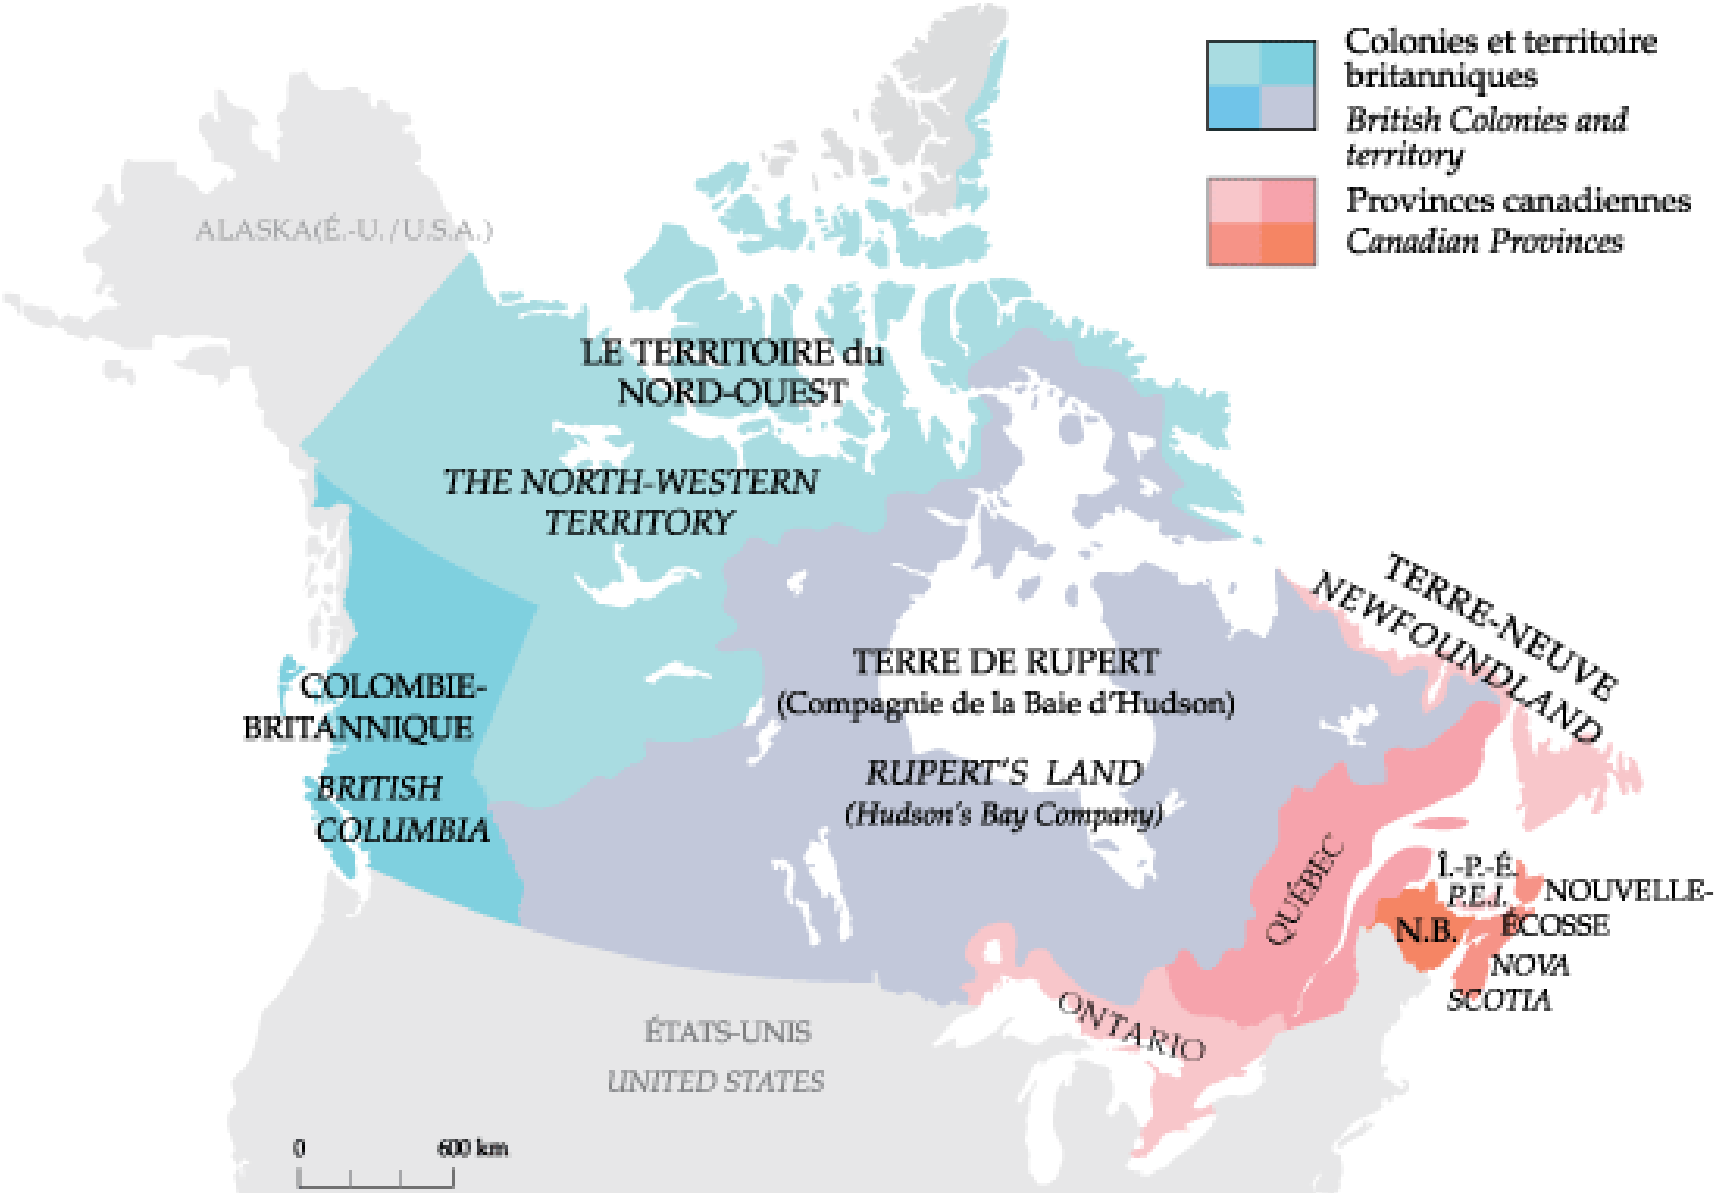 Colonies et territoire
britanniques
British Colonies and
territory
Provinces canadiennes
Canadian Provinces
ALASKA(É.-U./U.S.A.)
LE TERRITOIRE du
NORD-OUEST
THE NORTH-WESTERN
TERRITORY
TERRE-NEUVE
NEWFOUNDLAND
TERRE DE RUPERT
(Compagnie de la Baie d'Hudson)
RUPERT'S LAND
(Hudson's Bay Company)
COLOMBIE-
BRITANNIQUE
BRITISH
COLUMBIA
QUÉBEC
Î.-P.-É.
P.E.I.
NOUVELLE-
ÉCOSSE
N.B.
NOVA
SCOTIA
ONTARIO
ÉTATS-UNIS
UNITED STATES
0 600 km